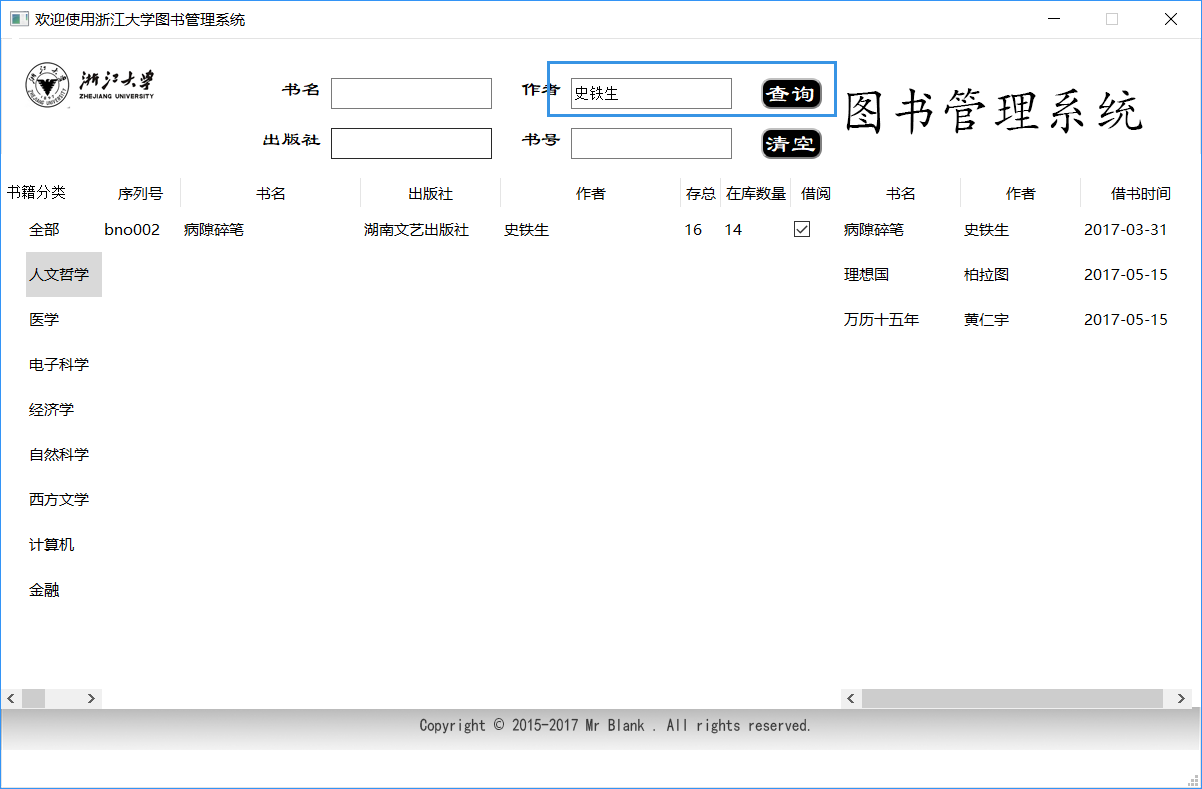 欢迎使用浙江大学图书管理系统
浙江大学
ZHEJIANG UNIVERSITY
书名 作者 史铁生 查询
出版社 书号 清空
图书管理系统
书籍分类 序列号 书名 出版社 作者 存总 在库数量 借阅 书名 作者 借书时间
全部 bno002 病隙碎笔 湖南文艺出版社 史铁生 16 14 病隙碎笔 史铁生 2017-03-31
人文哲学 理想国 柏拉图 2017-05-15
医学 万历十五年 黄仁宇 2017-05-15
电子科学
经济学
自然科学
西方文学
计算机
金融
Copyright © 2015-2017 Mr Blank . All rights reserved.